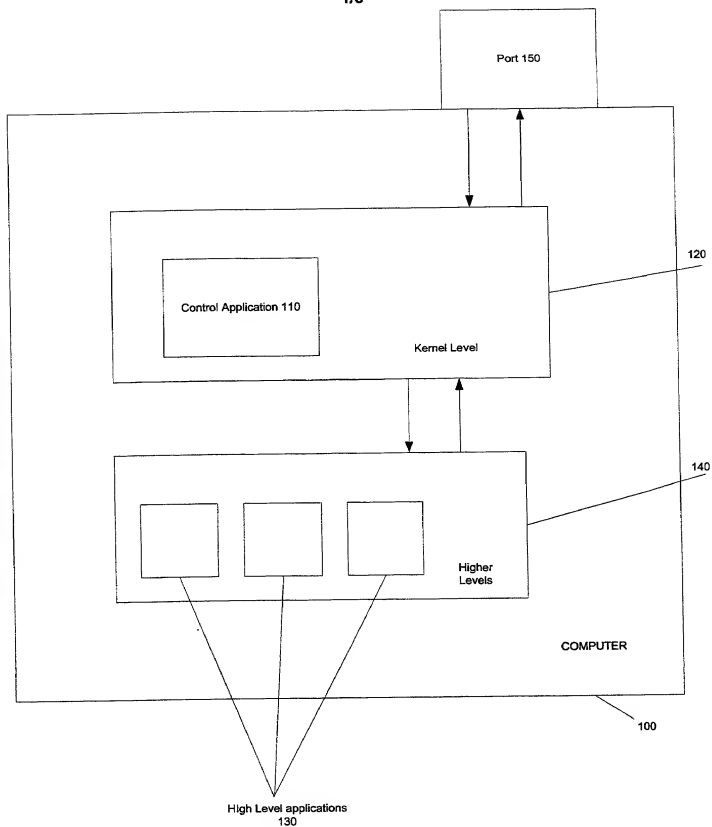 Port 150
120
Control Application 110
Kernel Level
140
Higher
Levels
COMPUTER
100
High Level applications
130